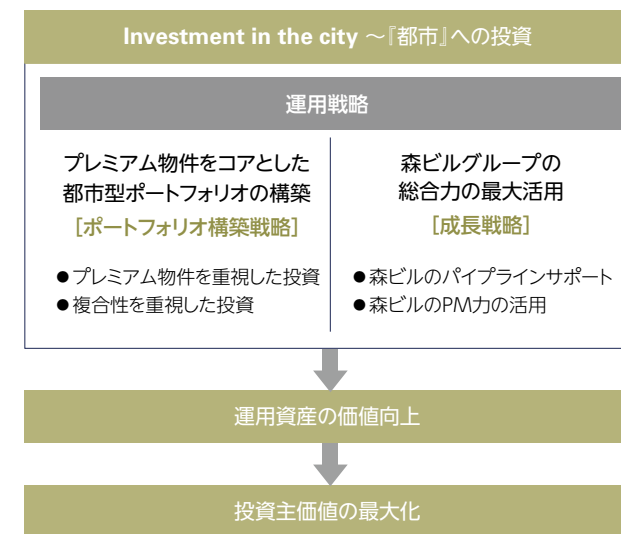 Investment in the city ～『都市』への投資
運用戦略
プレミアム物件をコアとした
都市型ポートフォリオの構築
［ポートフォリオ構築戦略］
●プレミアム物件を重視した投資
●複合性を重視した投資
森ビルグループの
総合力の最大活用
［成長戦略］
●森ビルのパイプラインサポート
●森ビルのPM力の活用
運用資産の価値向上
投資主価値の最大化